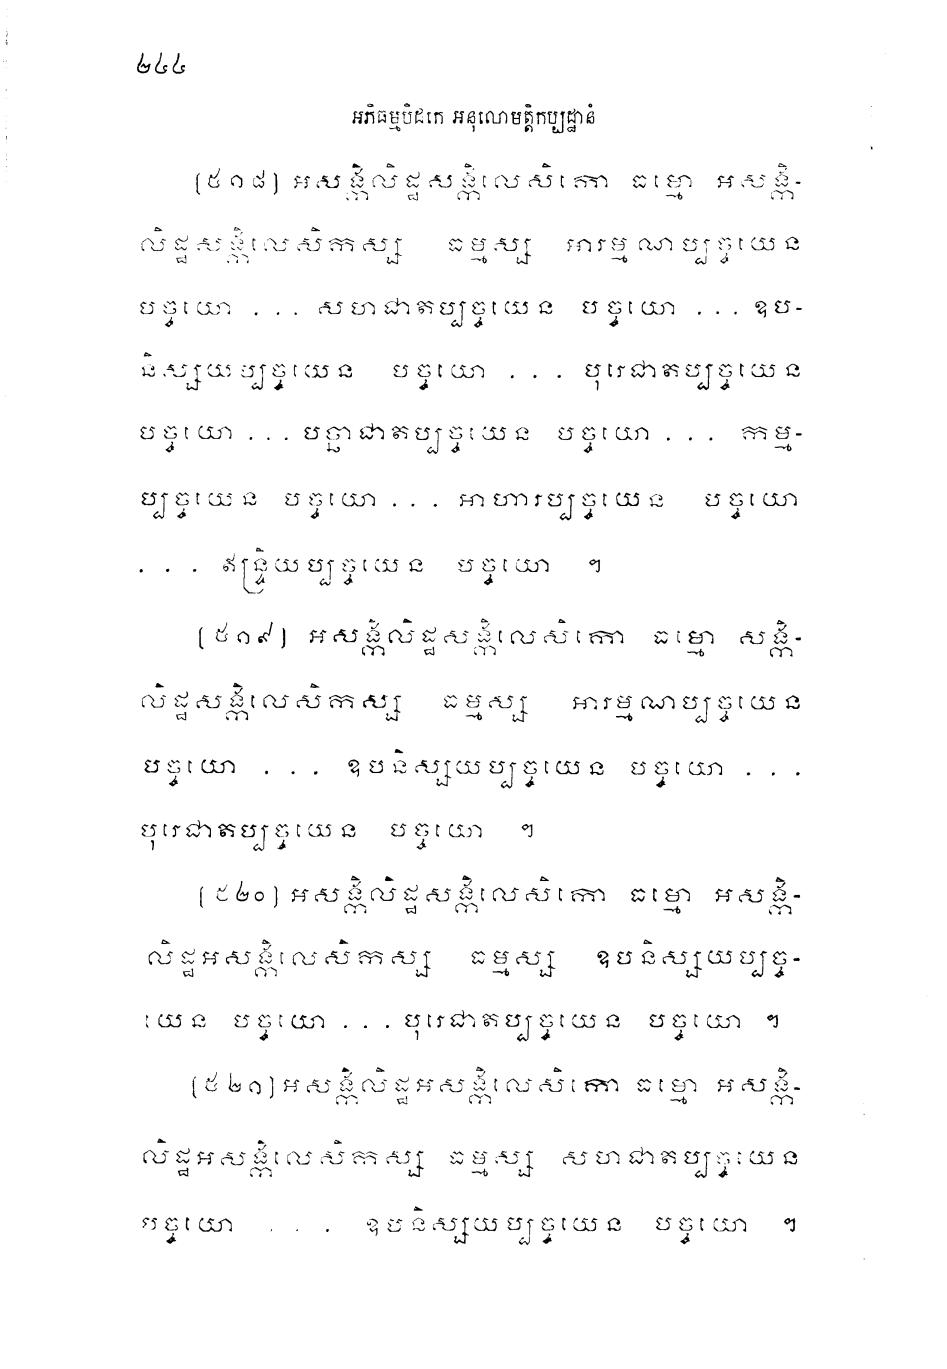 ២៤៤
អភិធម្មបិដកេ អនុលោមត្តិកប្បដ្ឋានំ
[៥១៨] អសង្កិលិដ្ឋសង្កិលេសិកោ ធម្មោ អសង្កិ-
លិដ្ឋសង្កិលេសិកស្ស ធម្មស្ស អារម្មណប្បច្ចយេន
បច្ចយោ ... សហជាតប្បច្ចយេន បច្ចយោ ... ឧប-
និស្សយប្បច្ចយេន បច្ចយោ ... បុរេជាតប្បច្ចយេន
បច្ចយោ ... បច្ឆាជាតប្បច្ចយេន បច្ចយោ ... កម្ម-
ប្បច្ចយេន បច្ចយោ ... អាហារប្បច្ចយេន បច្ចយោ
... ឥន្ទ្រិយប្បច្ចយេន បច្ចយោ ។
[៥១៩] អសង្កិលិដ្ឋសង្កិលេសិកោ ធម្មោ សង្កិ-
លិដ្ឋសង្កិលេសិកស្ស ធម្មស្ស អារម្មណប្បច្ចយេន
បច្ចយោ ... ឧបនិស្សយប្បច្ចយេន បច្ចយោ ...
បុរេជាតប្បច្ចយេន បច្ចយោ ។
[៥២០] អសង្កិលិដ្ឋសង្កិលេសិកោ ធម្មោ អសង្កិ-
លិដ្ឋអសង្កិលេសិកស្ស ធម្មស្ស ឧបនិស្សយប្បច្ច-
យេន បច្ចយោ ... បុរេជាតប្បច្ចយេន បច្ចយោ ។
[៥២១] អសង្កិលិដ្ឋអសង្កិលេសិកោ ធម្មោ អសង្កិ-
លិដ្ឋអសង្កិលេសិកស្ស ធម្មស្ស សហជាតប្បច្ចយេន
បច្ចយោ ... ឧបនិស្សយប្បច្ចយេន បច្ចយោ ។